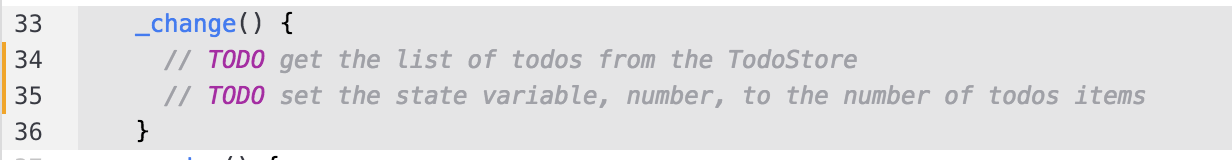 33 _change() {
34 // TODO get the list of todos from the TodoStore
35 // TODO set the state variable, number, to the number of todos items
36 }